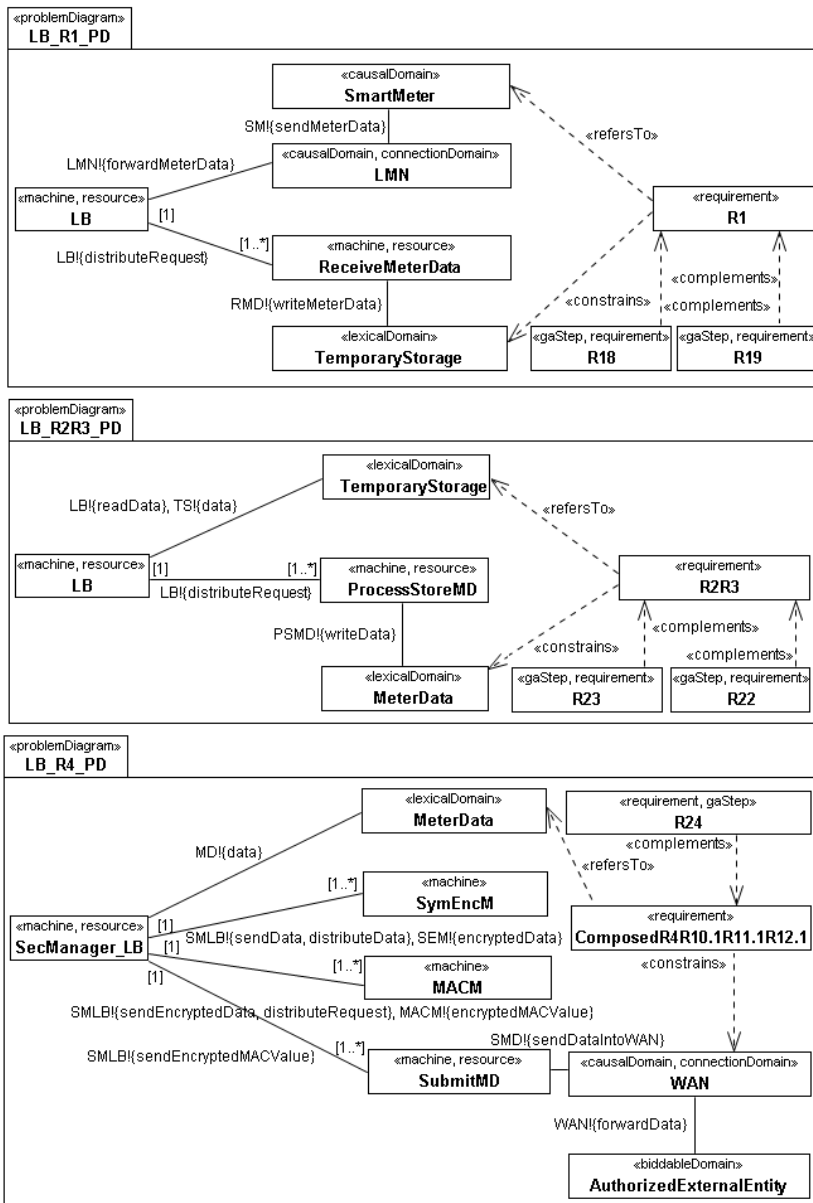 «problemDiagram»
LB_R1_PD
«causalDomain»
SmartMeter
«refersTo»
SM!{sendMeterData}
LMN!{forwardMeterData}
«causalDomain, connectionDomain»
LMN
«machine, resource»
LB
[1]
«requirement»
R1
[1..*]
LB!{distributeRequest}
«machine, resource»
ReceiveMeterData
«complements»
RMD!{writeMeterData}
«constrains»
«complements»
«lexicalDomain»
TemporaryStorage
«gaStep, requirement»
R18
«gaStep, requirement»
R19
«problemDiagram»
LB_R2R3_PD
«lexicalDomain»
TemporaryStorage
LB!{readData}, TS!{data}
«refersTo»
«machine, resource»
LB
[1]
[1..*]
LB!{distributeRequest}
«machine, resource»
ProcessStoreMD
«requirement»
R2R3
PSMD!{writeData}
«complements»
«constrains»
«complements»
«lexicalDomain»
MeterData
«gaStep, requirement»
R23
«gaStep, requirement»
R22
«problemDiagram»
LB_R4_PD
«lexicalDomain»
MeterData
«requirement, gaStep»
R24
MD!{data}
«complements»
«refersTo»
[1..*]
«machine»
SymEncM
«machine, resource»
SecManager_LB
[1]
SMLB!{sendData, distributeData}, SEM!{encryptedData}
«requirement»
ComposedR4R10.1R11.1R12.1
[1]
[1..*]
«machine»
MACM
«constrains»
[1]
SMLB!{sendEncryptedData, distributeRequest}, MACM!{encryptedMACValue}
SMD!{sendDataIntoWAN}
SMLB!{sendEncryptedMACValue}
[1..*]
«machine, resource»
SubmitMD
«causalDomain, connectionDomain»
WAN
WAN!{forwardData}
«biddableDomain»
AuthorizedExternalEntity